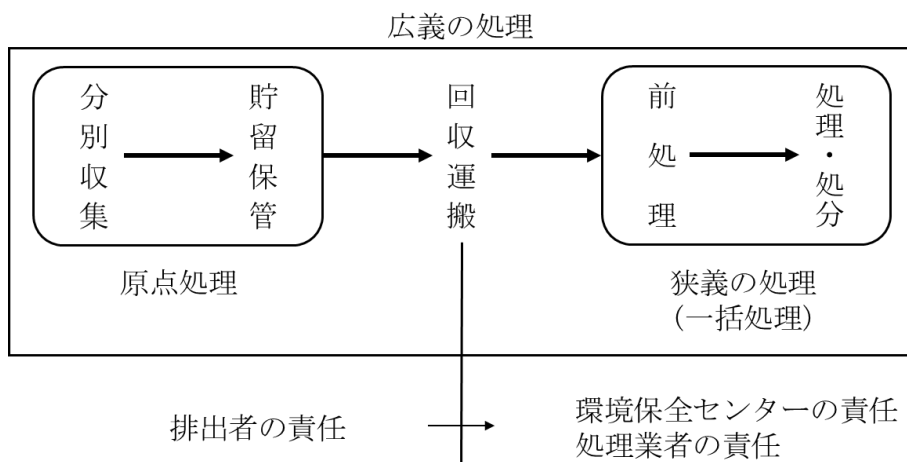 広義の処理
分別収集
貯留保管
回収運搬
前処理
処理・処分
原点処理
狭義の処理
(一括処理)
排出者の責任
環境保全センターの責任
処理業者の責任